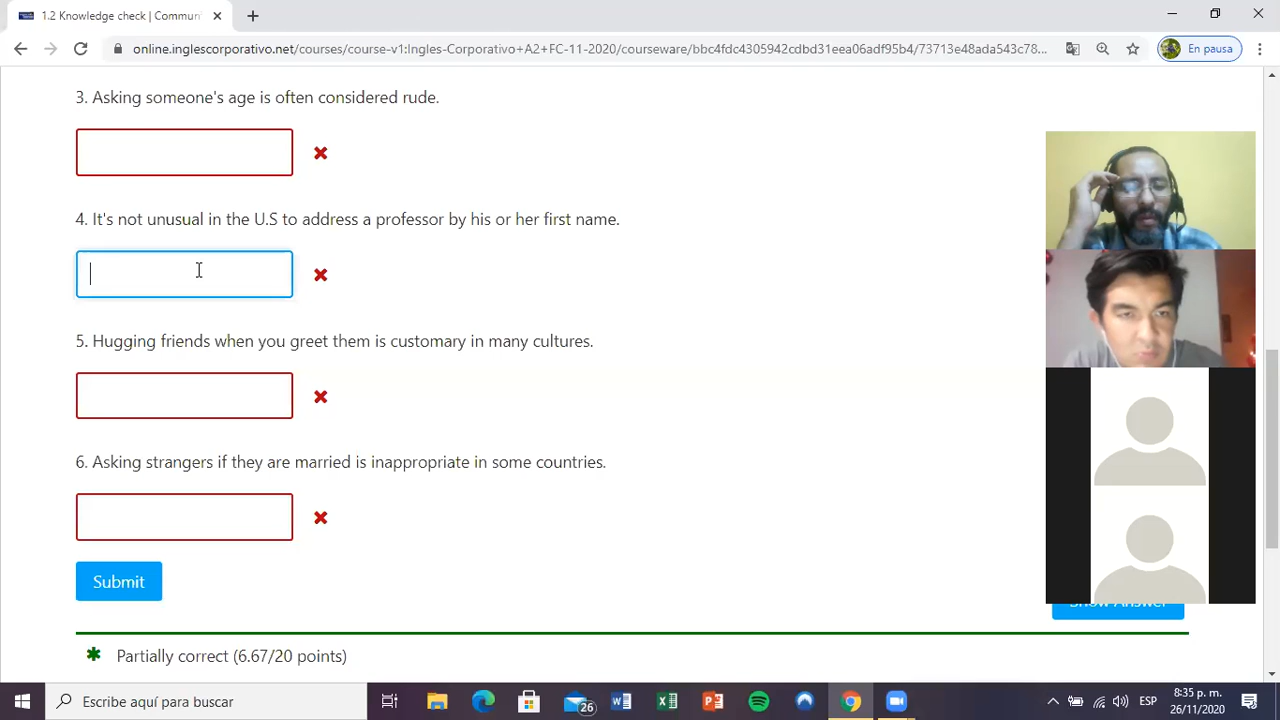 1.2 Knowledge check | Commun
online.inglescorporativo.net/courses/course-v1:Ingles-Corporativo+A2+FC-11-2020/courseware/bbc4fdc4305942cdbd31eea06adf95b4/73713e48ada543c78...
En pausa
3. Asking someone's age is often considered rude.
4. It's not unusual in the U.S to address a professor by his or her first name.
5. Hugging friends when you greet them is customary in many cultures.
6. Asking strangers if they are married is inappropriate in some countries.
Submit
Show Answer
Partially correct (6.67/20 points)
Escribe aquí para buscar
26
ESP
8:35 p. m.
26/11/2020